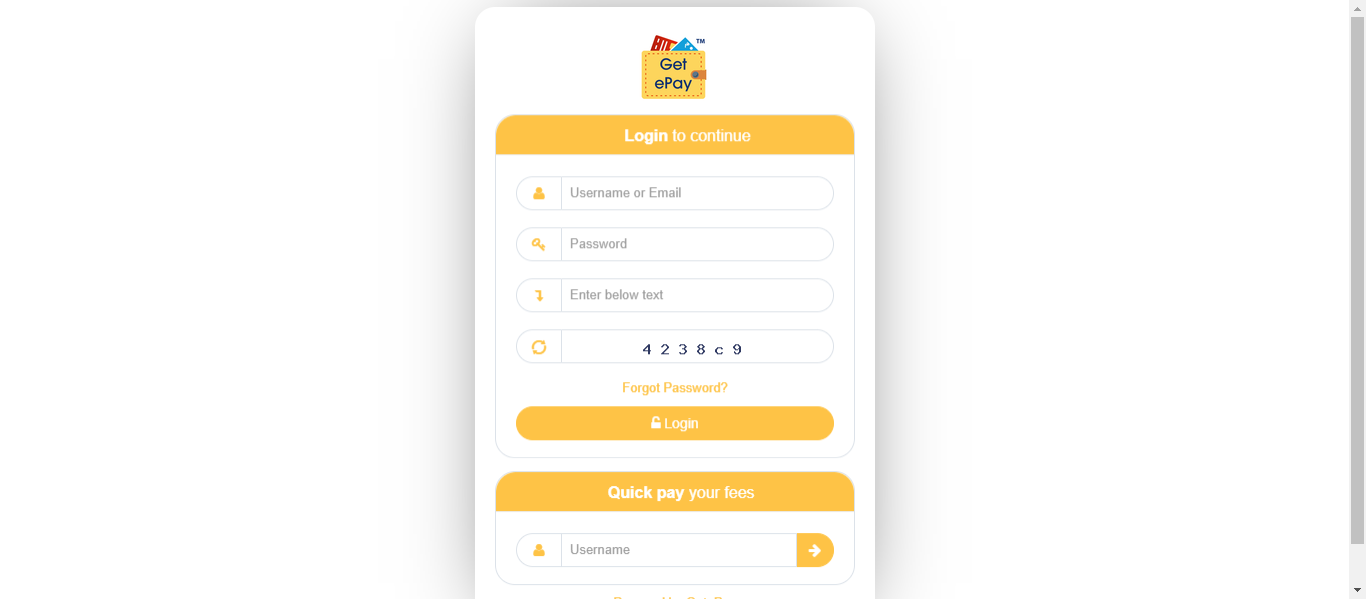 TM
Get
ePay
Login to continue
Username or Email
Password
Enter below text
4 2 3 8 c 9
Forgot Password?
Login
Quick pay your fees
Username